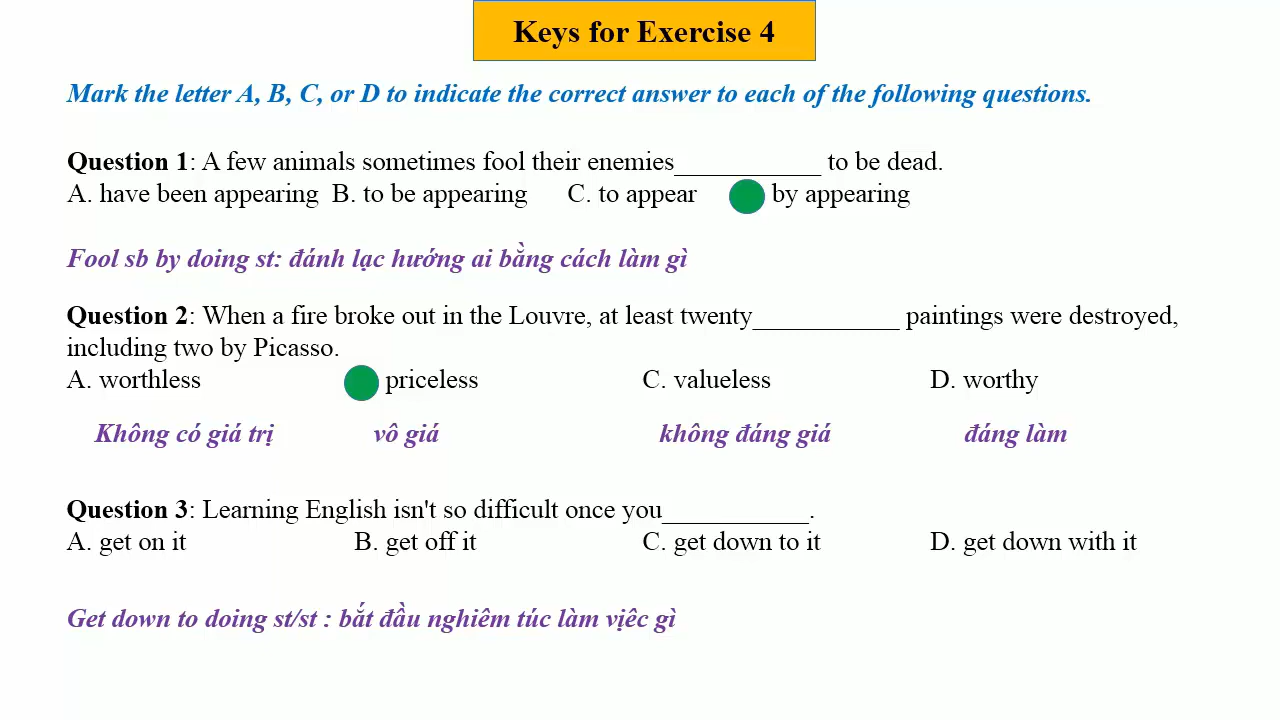 Keys for Exercise 4
Mark the letter A, B, C, or D to indicate the correct answer to each of the following questions.
Question 1: A few animals sometimes fool their enemies___________ to be dead.
A. have been appearing B. to be appearing C. to appear by appearing
Fool sb by doing st: đánh lạc hướng ai bằng cách làm gì
Question 2: When a fire broke out in the Louvre, at least twenty___________ paintings were destroyed,
including two by Picasso.
A. worthless priceless C. valueless D. worthy
Không có giá trị vô giá không đáng giá đáng làm
Question 3: Learning English isn't so difficult once you___________.
A. get on it B. get off it C. get down to it D. get down with it
Get down to doing st/st : bắt đầu nghiêm túc làm việc gì